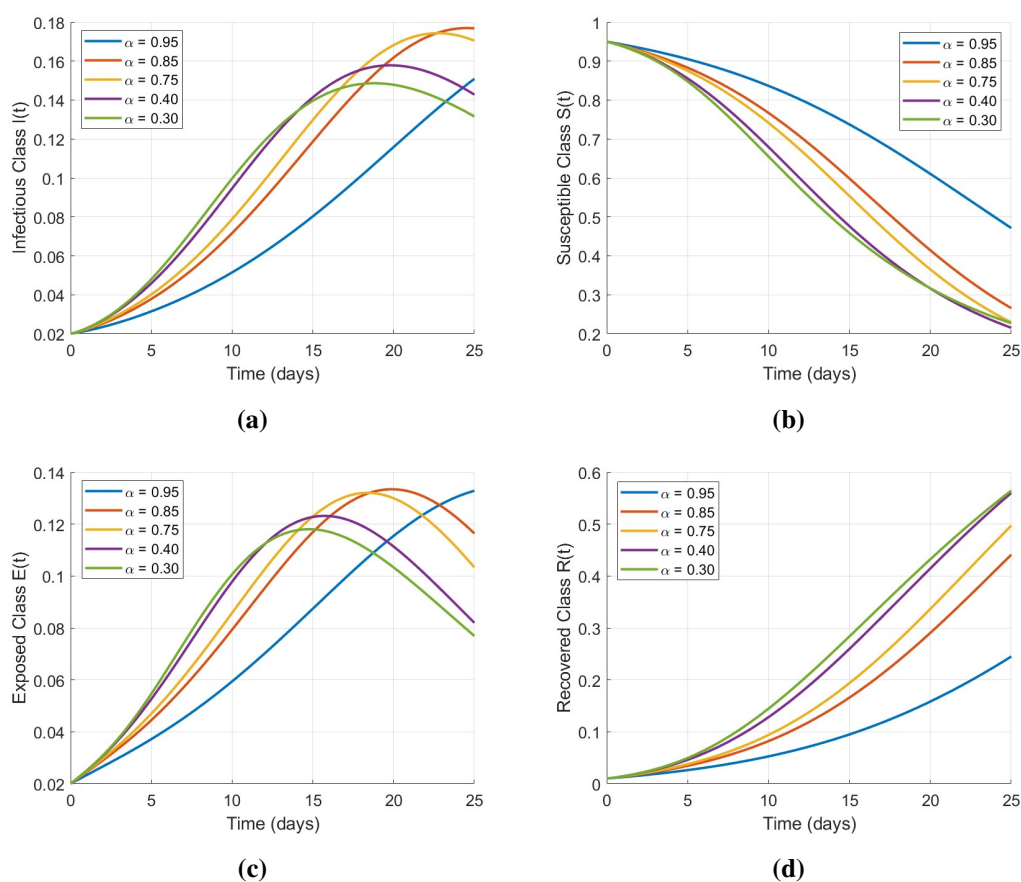 Infectious Class I(t)
0.18
0.16
0.14
0.12
0.1
0.08
0.06
0.04
0.02
α = 0.95
α = 0.85
α = 0.75
α = 0.40
α = 0.30
0 5 10 15 20 25
Time (days)
(a)
Susceptible Class S(t)
1
0.9
0.8
0.7
0.6
0.5
0.4
0.3
0.2
α = 0.95
α = 0.85
α = 0.75
α = 0.40
α = 0.30
0 5 10 15 20 25
Time (days)
(b)
Exposed Class E(t)
0.14
0.12
0.1
0.08
0.06
0.04
0.02
α = 0.95
α = 0.85
α = 0.75
α = 0.40
α = 0.30
0 5 10 15 20 25
Time (days)
(c)
Recovered Class R(t)
0.6
0.5
0.4
0.3
0.2
0.1
0
α = 0.95
α = 0.85
α = 0.75
α = 0.40
α = 0.30
0 5 10 15 20 25
Time (days)
(d)